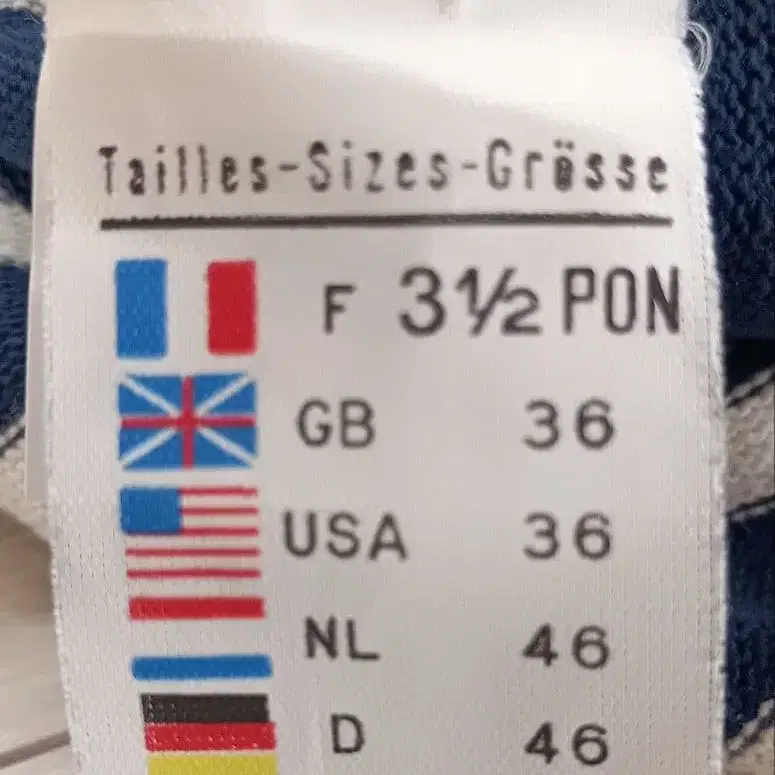 Tailles-Sizes-Grösse
F 3½ PON
GB 36
USA 36
NL 46
D 46